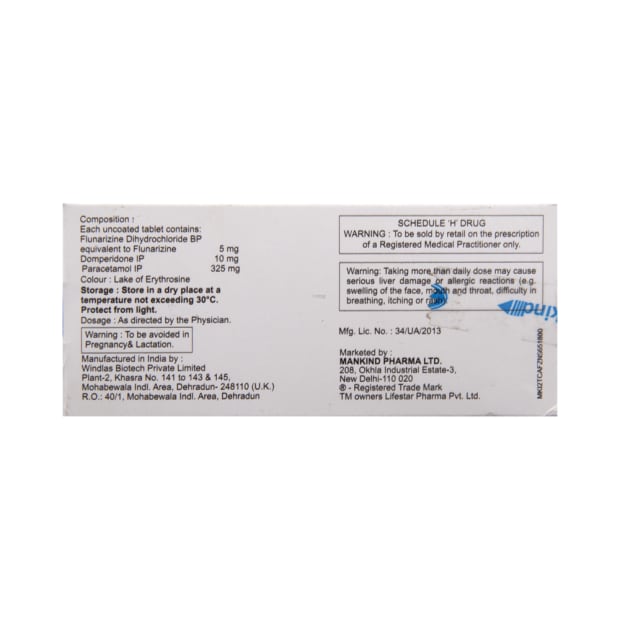 Composition :
Each uncoated tablet contains:
Flunarizine Dihydrochloride BP
equivalent to Flunarizine 5 mg
Domperidone IP 10 mg
Paracetamol IP 325 mg
Colour : Lake of Erythrosine
Storage : Store in a dry place at a
temperature not exceeding 30°C.
Protect from light.
Dosage : As directed by the Physician.
Warning : To be avoided in
Pregnancy& Lactation.
Manufactured in India by :
Windlas Biotech Private Limited
Plant-2, Khasra No. 141 to 143 & 145,
Mohabewala Indl. Area, Dehradun- 248110 (U.K.)
R.O.: 40/1, Mohabewala Indl. Area, Dehradun
SCHEDULE 'H' DRUG
WARNING : To be sold by retail on the prescription
of a Registered Medical Practitioner only.
Warning: Taking more than daily dose may cause
serious liver damage or allergic reactions (e.g.
swelling of the face, mouth and throat, difficulty in
breathing, itching or rash)
Mfg. Lic. No. : 34/UA/2013
Marketed by :
MANKIND PHARMA LTD.
208, Okhla Industrial Estate-3,
New Delhi-110 020
® - Registered Trade Mark
TM owners Lifestar Pharma Pvt. Ltd.
kind